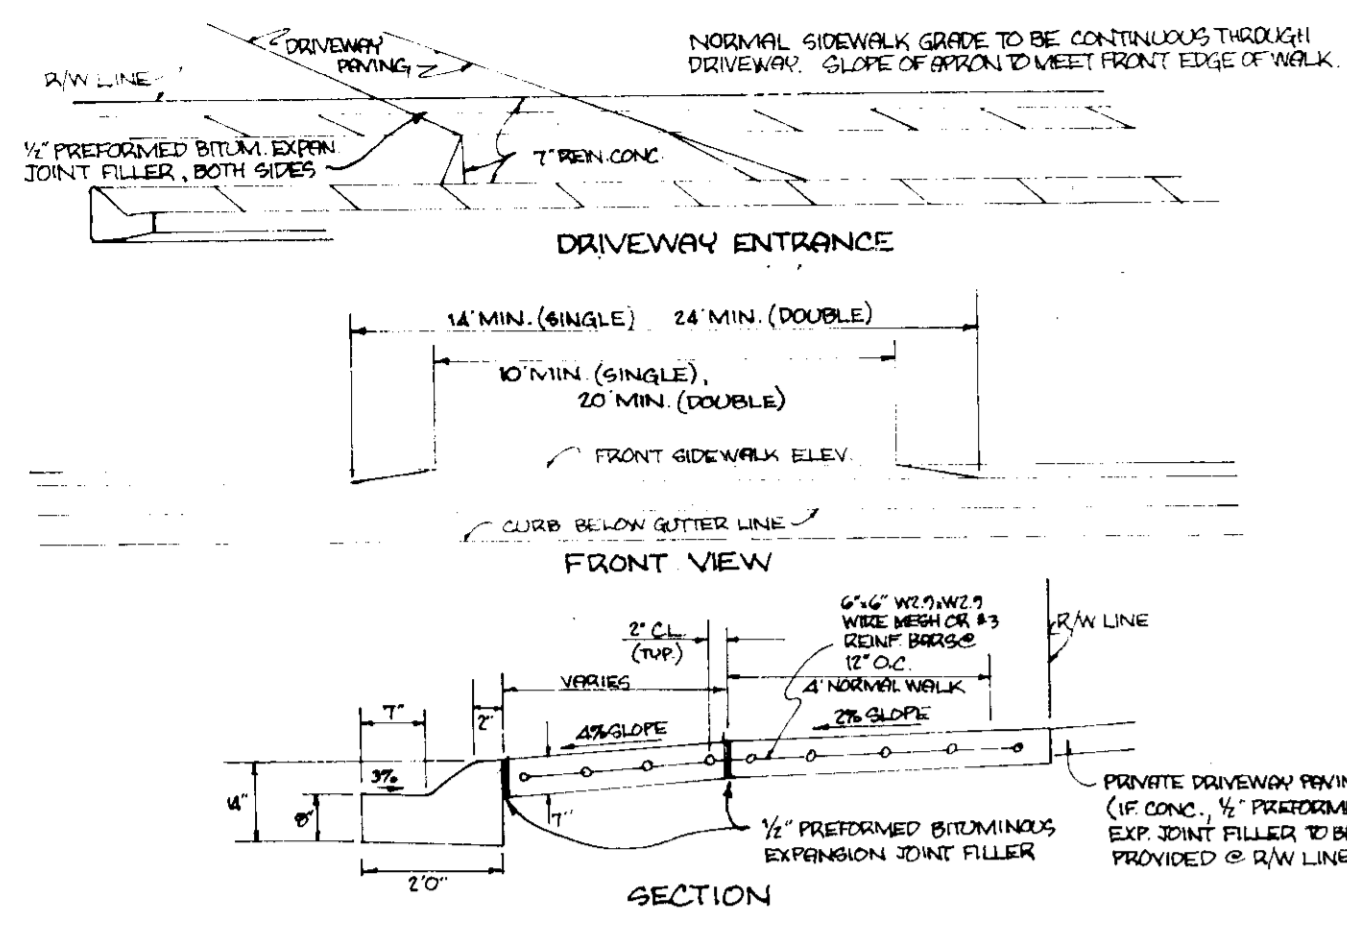 DRIVEWAY
PAVING
NORMAL SIDEWALK GRADE TO BE CONTINUOUS THROUGH
DRIVEWAY. SLOPE OF APRON TO MEET FRONT EDGE OF WALK.
R/W LINE
1/2" PREFORMED BITUM. EXPAN.
JOINT FILLER, BOTH SIDES
7" REIN. CONC.
DRIVEWAY ENTRANCE
14' MIN. (SINGLE) 24' MIN. (DOUBLE)
10' MIN. (SINGLE),
20' MIN. (DOUBLE)
FRONT SIDEWALK ELEV.
CURB BELOW GUTTER LINE
FRONT VIEW
6"x6" W2.9xW2.9
WIRE MESH OR #3
REINF. BARS @
12" O.C.
R/W LINE
2" CL.
(TYP.)
VARIES
4' NORMAL WALK
7"
2"
4% SLOPE
2% SLOPE
3%
14"
8"
7"
2'0"
1/2" PREFORMED BITUMINOUS
EXPANSION JOINT FILLER
PRIVATE DRIVEWAY PAVIN
(IF CONC., 1/2" PREFORME
EXP. JOINT FILLER TO BE
PROVIDED @ R/W LINE
SECTION